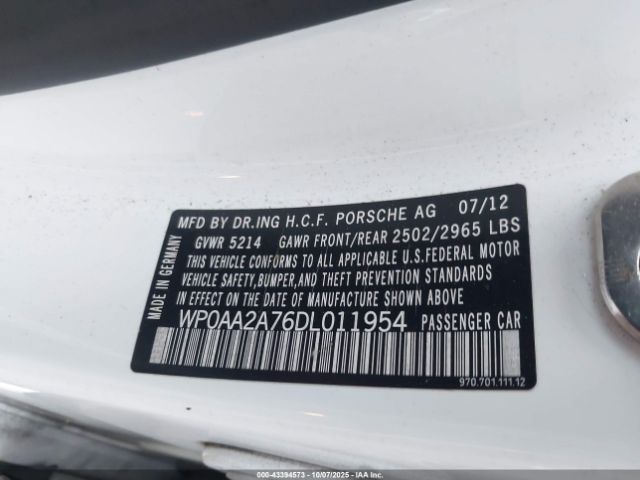 MFD BY DR.ING H.C.F. PORSCHE AG 07/12
GVWR 5214 GAWR FRONT/REAR 2502/2965 LBS
THIS VEHICLE CONFORMS TO ALL APPLICABLE
U.S.FEDERAL MOTOR
VEHICLE SAFETY,BUMPER,AND THEFT PREVENTION STANDARDS
IN EFFECT ON THE DATE OF MANUFACTURE SHOWN ABOVE
WP0AA2A76DL011954 PASSENGER CAR
MADE IN GERMANY
970.701.111.12
000-43394573 - 10/07/2025 - IAAI.COM